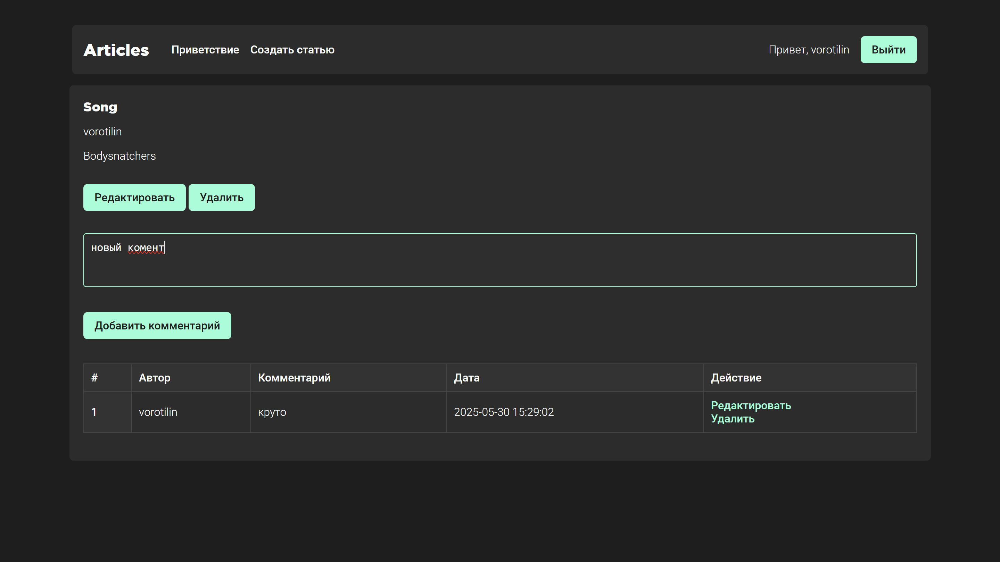 Articles Приветствие Создать статью Привет, vorotilin Выйти
Song
vorotilin
Bodysnatchers
Редактировать Удалить
новый комент
Добавить комментарий
# Автор Комментарий Дата Действие
1 vorotilin круто 2025-05-30 15:29:02 Редактировать
Удалить